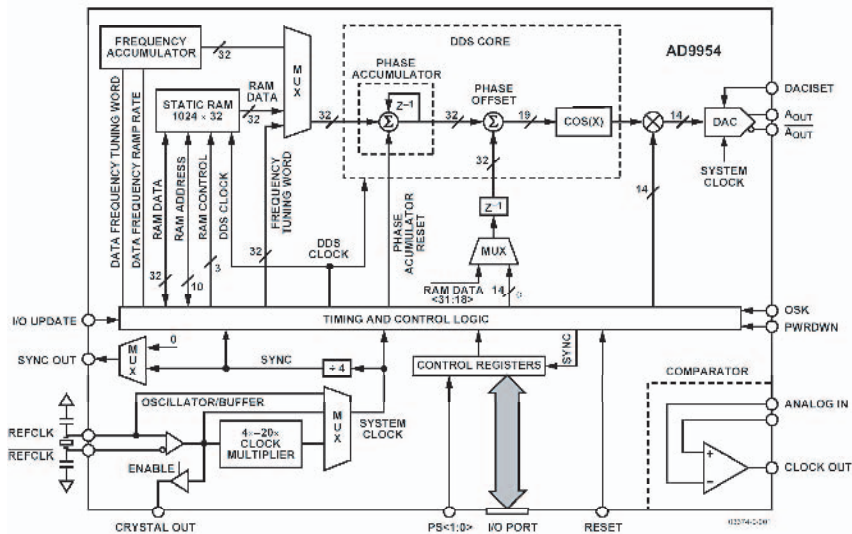 FREQUENCY
ACCUMULATOR
32
MUX
DDS CORE
AD9954
PHASE
ACCUMULATOR
Z⁻¹
Σ
PHASE
OFFSET
Σ
STATIC RAM
1024 × 32
RAM
DATA
32
32
32
19
COS(X)
14
DAC
DACISET
AOUT
AOUT
SYSTEM
CLOCK
DATA FREQUENCY TUNING WORD
DATA FREQUENCY RAMP RATE
RAM DATA
RAM ADDRESS
RAM CONTROL
DDS CLOCK
FREQUENCY
TUNING WORD
32
10
3
32
DDS
CLOCK
PHASE
ACUMULATOR
RESET
32
Z⁻¹
MUX
RAM DATA
<31:18>
14
0
14
I/O UPDATE
TIMING AND CONTROL LOGIC
OSK
PWRDWN
SYNC OUT
MUX
0
SYNC
÷ 4
CONTROL REGISTERS
SYNC
COMPARATOR
OSCILLATOR/BUFFER
REFCLK
REFCLK
4×–20×
CLOCK
MULTIPLIER
MUX
SYSTEM
CLOCK
ENABLE
ANALOG IN
+
–
CLOCK OUT
CRYSTAL OUT
PS<1:0>
I/O PORT
RESET